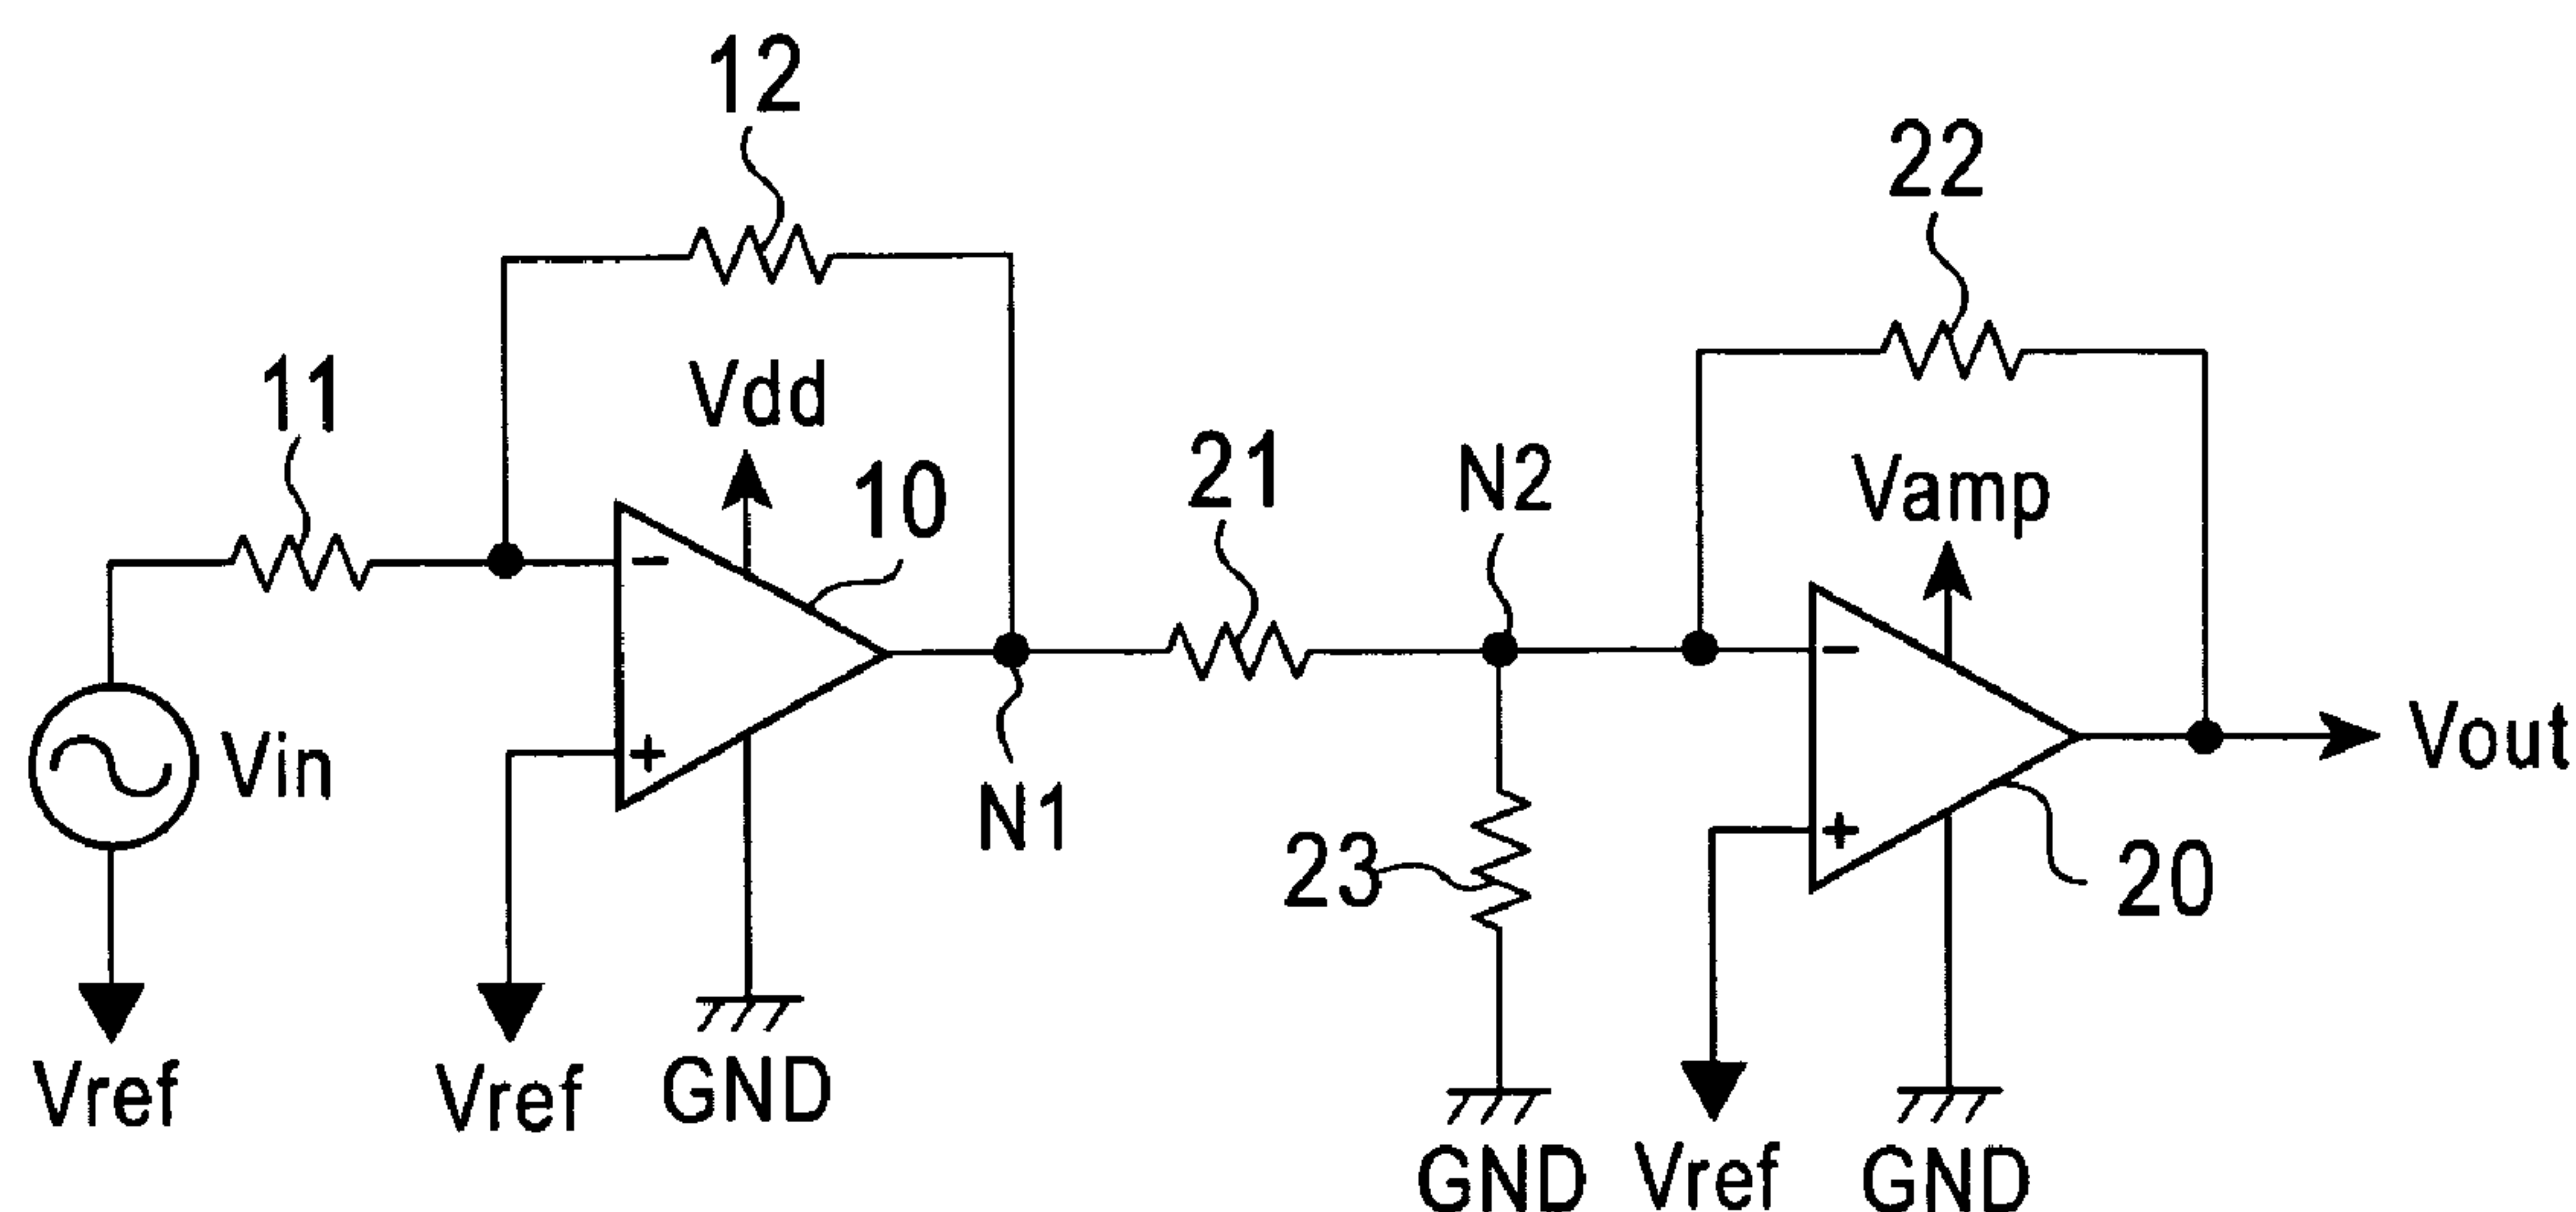 12
22
11
Vdd
10
21
N2
Vamp
−
−
Vin
+
N1
Vout
+
23
20
Vref
Vref
GND
GND
Vref
GND